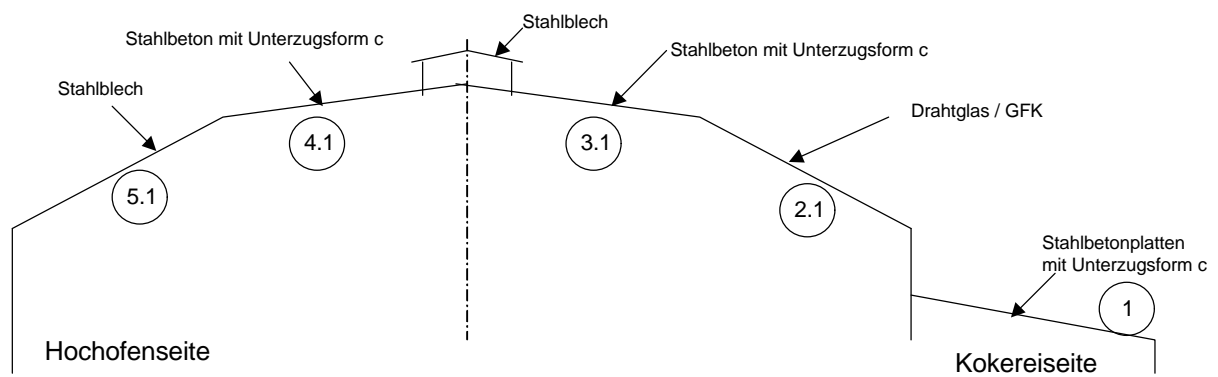 Stahlblech
Stahlbeton mit Unterzugsform c
Stahlbeton mit Unterzugsform c
Stahlblech
Drahtglas / GFK
4.1
3.1
5.1
2.1
Stahlbetonplatten
mit Unterzugsform c
1
Hochofenseite
Kokereiseite